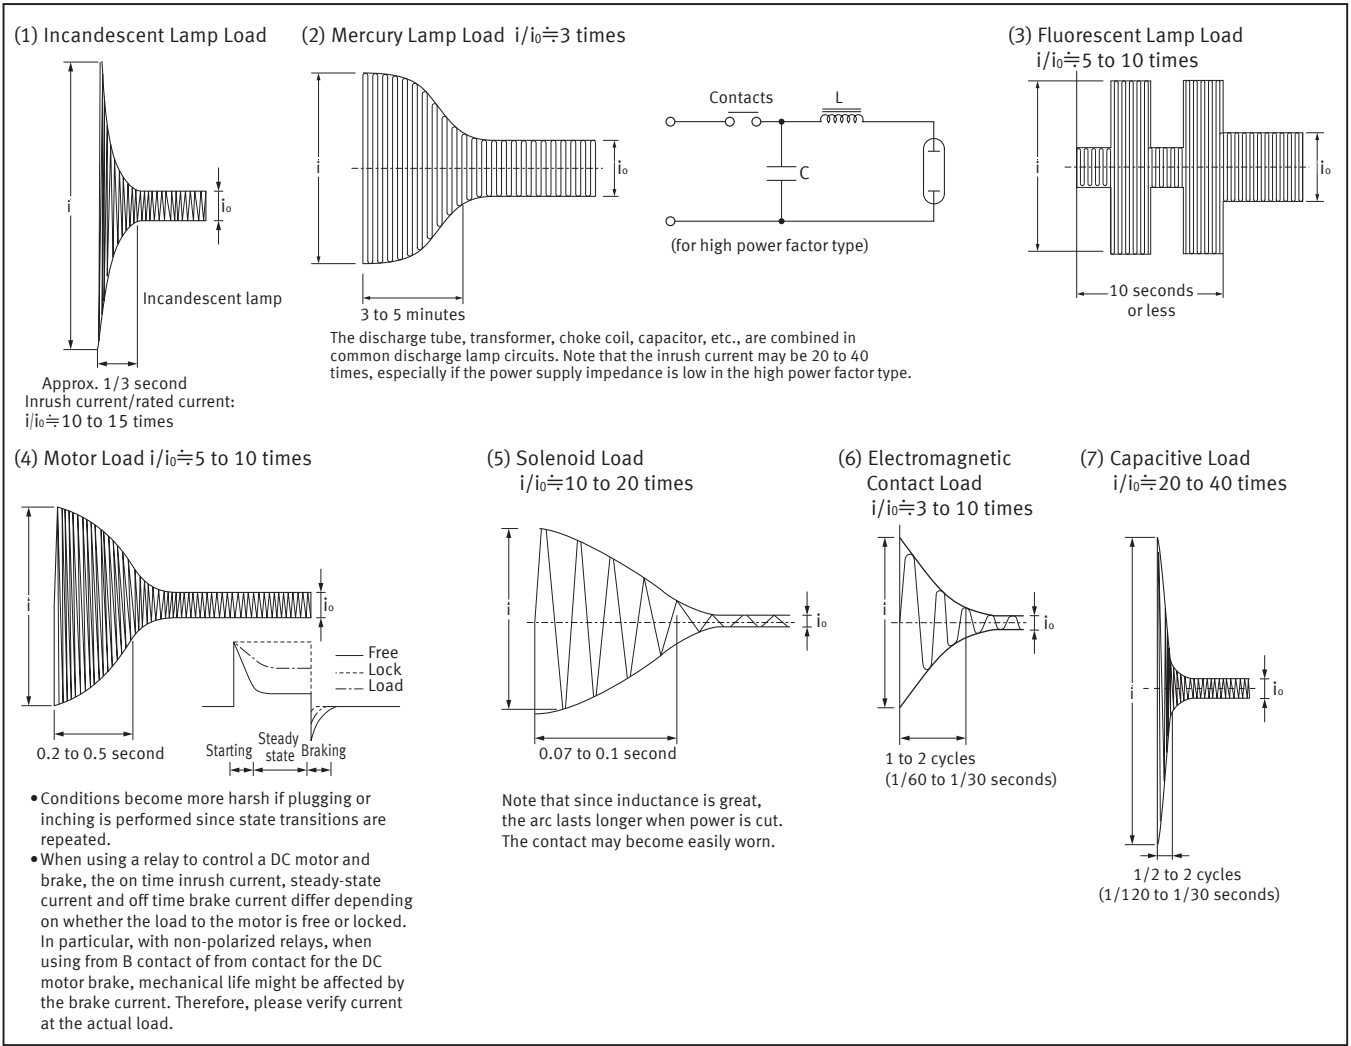 (1) Incandescent Lamp Load
i
i₀
Incandescent lamp
Approx. 1/3 second
Inrush current/rated current:
i/i₀≒10 to 15 times
(2) Mercury Lamp Load i/i₀≒3 times
i
i₀
3 to 5 minutes
Contacts
L
C
(for high power factor type)
The discharge tube, transformer, choke coil, capacitor, etc., are combined in
common discharge lamp circuits. Note that the inrush current may be 20 to 40
times, especially if the power supply impedance is low in the high power factor type.
(3) Fluorescent Lamp Load
i/i₀≒5 to 10 times
i
i₀
10 seconds
or less
(4) Motor Load i/i₀≒5 to 10 times
i
i₀
0.2 to 0.5 second
Free
Lock
Load
Starting
Steady
state
Braking
•Conditions become more harsh if plugging or
inching is performed since state transitions are
repeated.
•When using a relay to control a DC motor and
brake, the on time inrush current, steady-state
current and off time brake current differ depending
on whether the load to the motor is free or locked.
In particular, with non-polarized relays, when
using from B contact of from contact for the DC
motor brake, mechanical life might be affected by
the brake current. Therefore, please verify current
at the actual load.
(5) Solenoid Load
i/i₀≒10 to 20 times
i
i₀
0.07 to 0.1 second
Note that since inductance is great,
the arc lasts longer when power is cut.
The contact may become easily worn.
(6) Electromagnetic
Contact Load
i/i₀≒3 to 10 times
i
i₀
1 to 2 cycles
(1/60 to 1/30 seconds)
(7) Capacitive Load
i/i₀≒20 to 40 times
i
i₀
1/2 to 2 cycles
(1/120 to 1/30 seconds)